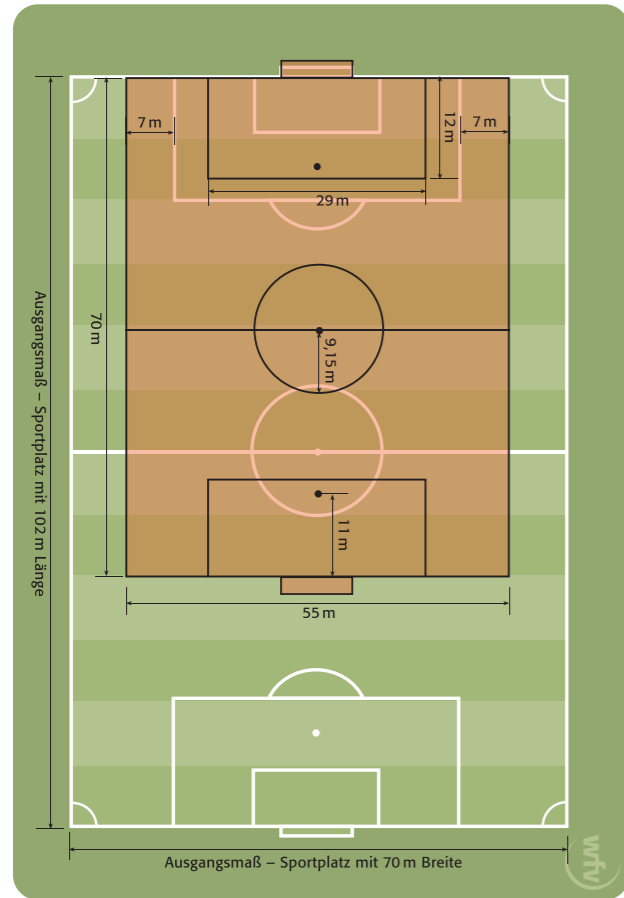 7 m
12 m
7 m
29 m
70 m
9,15 m
Ausgangsmaß – Sportplatz mit 102 m Länge
11 m
55 m
Ausgangsmaß – Sportplatz mit 70 m Breite
wfv